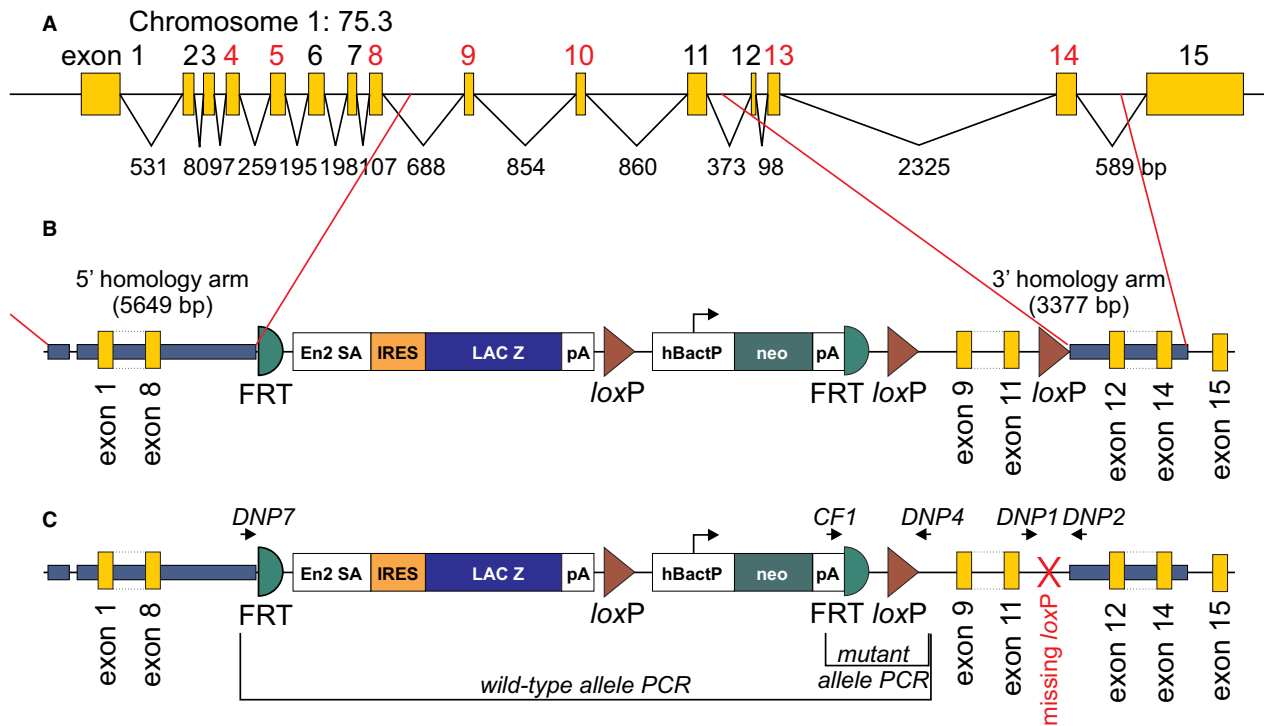 A
Chromosome 1: 75.3
exon 1 2 3 4 5 6 7 8 9 10 11 12 13 14 15
531 80 97 259 195 198 107 688 854 860 373 98 2325 589 bp
B
5' homology arm
(5649 bp)
3' homology arm
(3377 bp)
En2 SA IRES LAC Z pA hBactP neo pA
FRT loxP FRT loxP loxP
exon 1 exon 8 exon 9 exon 11 exon 12 exon 14 exon 15
C
DNP7 CF1 DNP4 DNP1 DNP2
En2 SA IRES LAC Z pA hBactP neo pA
X
FRT loxP FRT loxP
exon 1 exon 8 exon 9 exon 11 missing loxP exon 12 exon 14 exon 15
mutant
allele PCR
wild-type allele PCR